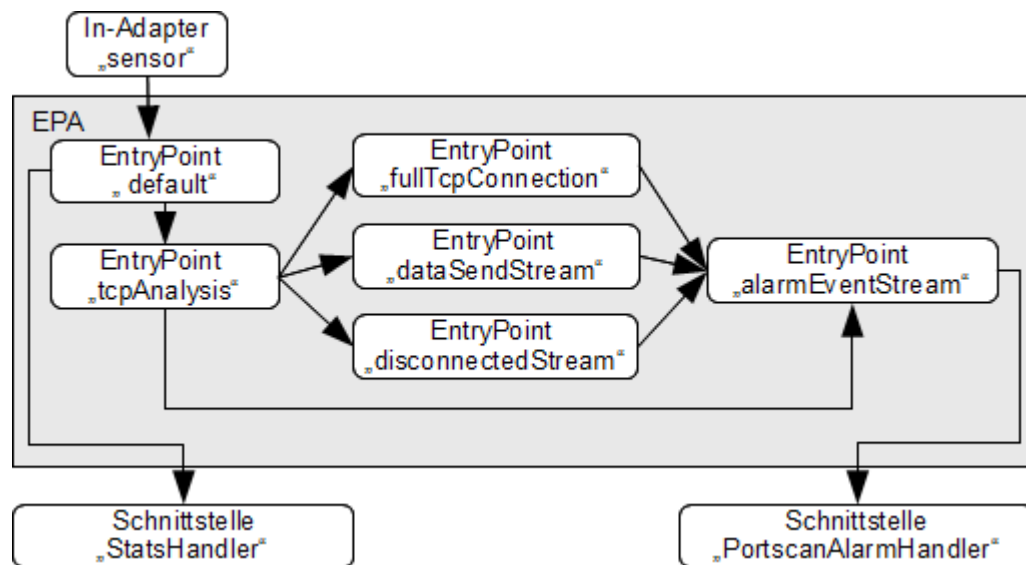 In-Adapter
„sensor“
EPA
EntryPoint
„ default“
EntryPoint
„fullTcpConnection“
EntryPoint
„tcpAnalysis“
EntryPoint
„dataSendStream“
EntryPoint
„alarmEventStream“
EntryPoint
„disconnectedStream“
Schnittstelle
„StatsHandler“
Schnittstelle
„PortscanAlarmHandler“